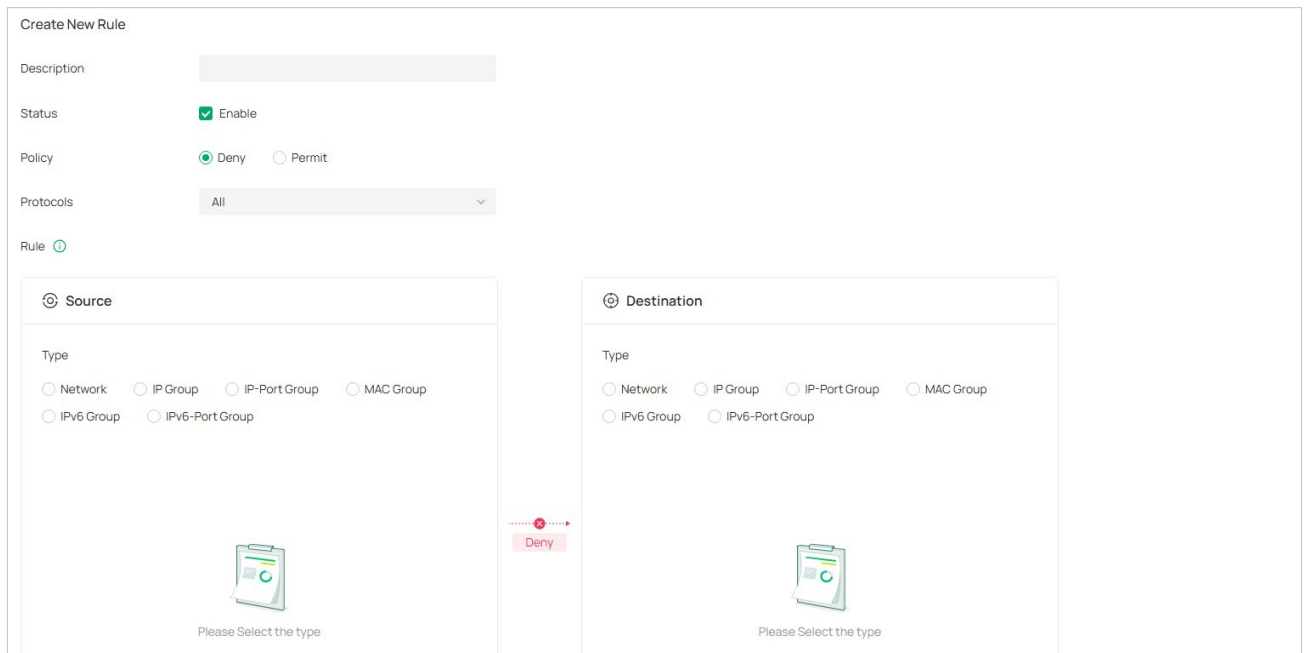 Create New Rule
Description
Status Enable
Policy Deny Permit
Protocols All
Rule
Source
Type
Network IP Group IP-Port Group MAC Group
IPv6 Group IPv6-Port Group
Please Select the type
Deny
Destination
Type
Network IP Group IP-Port Group MAC Group
IPv6 Group IPv6-Port Group
Please Select the type